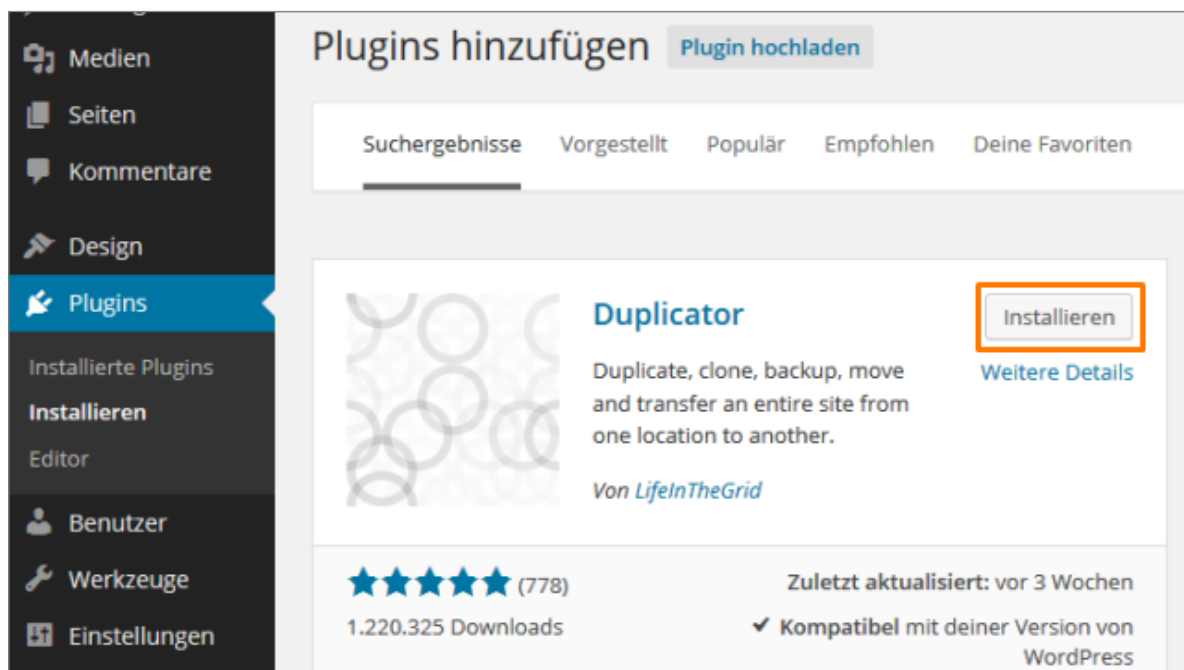 Medien
Seiten
Kommentare
Design
Plugins
Installierte Plugins
Installieren
Editor
Benutzer
Werkzeuge
Einstellungen
Plugins hinzufügen Plugin hochladen
Suchergebnisse Vorgestellt Populär Empfohlen Deine Favoriten
Duplicator
Installieren
Weitere Details
Duplicate, clone, backup, move
and transfer an entire site from
one location to another.
Von LifeInTheGrid
(778)
1.220.325 Downloads
Zuletzt aktualisiert: vor 3 Wochen
✔ Kompatibel mit deiner Version von
WordPress